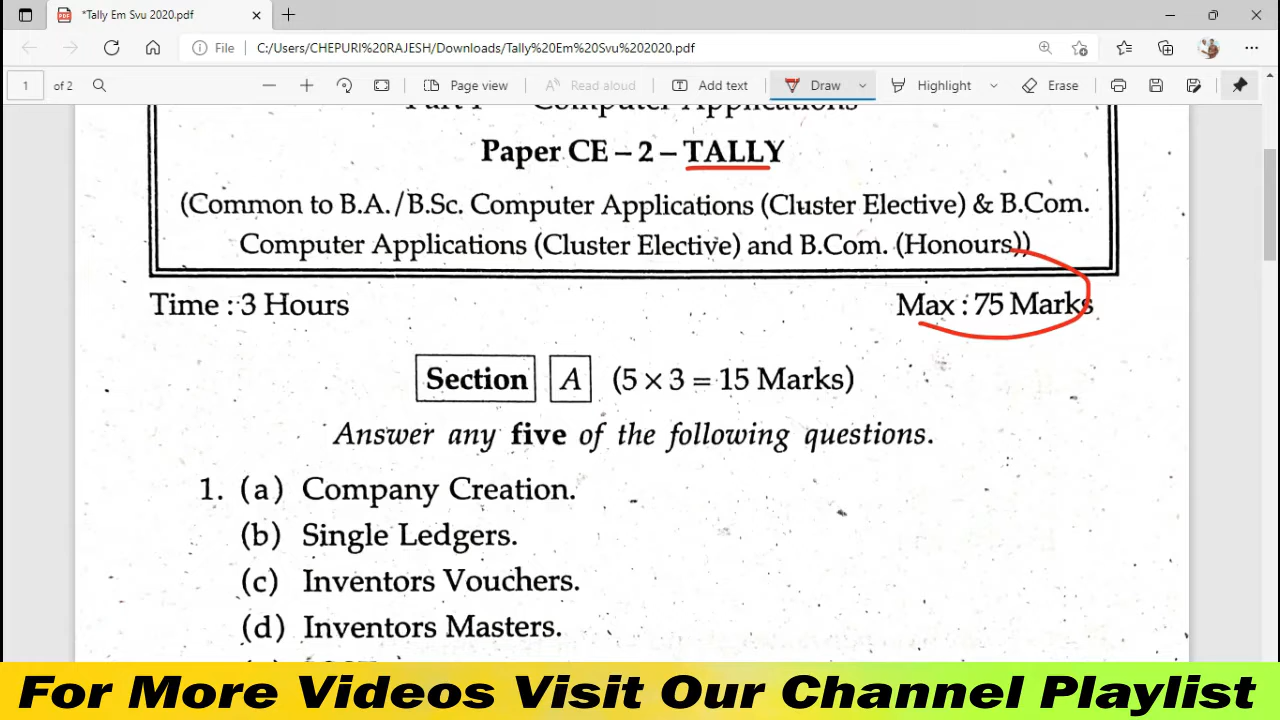 *Tally Em Svu 2020.pdf
File C:/Users/CHEPURI%20RAJESH/Downloads/Tally%20Em%20Svu%202020.pdf
1 of 2 Page view Read aloud Add text Draw Highlight Erase
Computer Applications
Paper CE – 2 – TALLY
(Common to B.A./B.Sc. Computer Applications (Cluster Elective) & B.Com.
Computer Applications (Cluster Elective) and B.Com. (Honours))
Time : 3 Hours Max : 75 Marks
Section A (5 × 3 = 15 Marks)
Answer any five of the following questions.
1. (a) Company Creation.
(b) Single Ledgers.
(c) Inventors Vouchers.
(d) Inventors Masters.
For More Videos Visit Our Channel Playlist